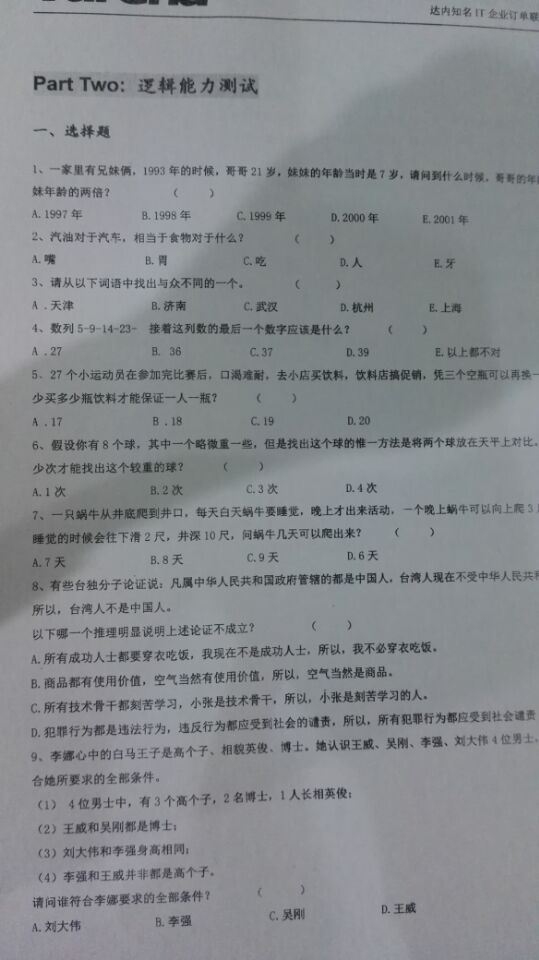 达内知名 IT 企业订单联
Part Two: 逻辑能力测试
一、选择题
1、一家里有兄妹俩，1993 年的时候，哥哥 21 岁，妹妹的年龄当时是 7 岁，请问到什么时候，哥哥的年
妹年龄的两倍？ （ ）
A.1997 年 B.1998 年 C.1999 年 D.2000 年 E.2001 年
2、汽油对于汽车，相当于食物对于什么？ （ ）
A.嘴 B.胃 C.吃 D.人 E.牙
3、请从以下词语中找出与众不同的一个。 （ ）
A .天津 B.济南 C.武汉 D.杭州 E.上海
4、数列 5-9-14-23- 接着这列数的最后一个数字应该是什么？ （ ）
A .27 B. 36 C.37 D.39 E.以上都不对
5、27 个小运动员在参加完比赛后，口渴难耐，去小店买饮料，饮料店搞促销，凭三个空瓶可以再换一
少买多少瓶饮料才能保证一人一瓶？ （ ）
A .17 B .18 C.19 D.20
6、假设你有 8 个球，其中一个略微重一些，但是找出这个球的惟一方法是将两个球放在天平上对比。
少次才能找出这个较重的球？ （ ）
A.1 次 B.2 次 C.3 次 D.4 次
7、一只蜗牛从井底爬到井口，每天白天蜗牛要睡觉，晚上才出来活动，一个晚上蜗牛可以向上爬 3
睡觉的时候会往下滑 2 尺，井深 10 尺，问蜗牛几天可以爬出来？ （ ）
A.7 天 B.8 天 C.9 天 D.6 天
8、有些台独分子论证说：凡属中华人民共和国政府管辖的都是中国人，台湾人现在不受中华人民共和
所以，台湾人不是中国人。
以下哪一个推理明显说明上述论证不成立？ （ ）
A.所有成功人士都要穿衣吃饭，我现在不是成功人士，所以，我不必穿衣吃饭。
B.商品都有使用价值，空气当然有使用价值，所以，空气当然是商品。
C.所有技术骨干都刻苦学习，小张是技术骨干，所以，小张是刻苦学习的人。
D.犯罪行为都是违法行为，违反行为都应受到社会的谴责，所以，所有犯罪行为都应受到社会谴责
9、李娜心中的白马王子是高个子、相貌英俊、博士。她认识王威、吴刚、李强、刘大伟 4 位男士，
合她所要求的全部条件。
（1） 4 位男士中，有 3 个高个子，2 名博士，1 人长相英俊；
（2）王威和吴刚都是博士；
（3）刘大伟和李强身高相同；
（4）李强和王威并非都是高个子。
请问谁符合李娜要求的全部条件？ （ ）
A.刘大伟 B.李强 C.吴刚 D.王威